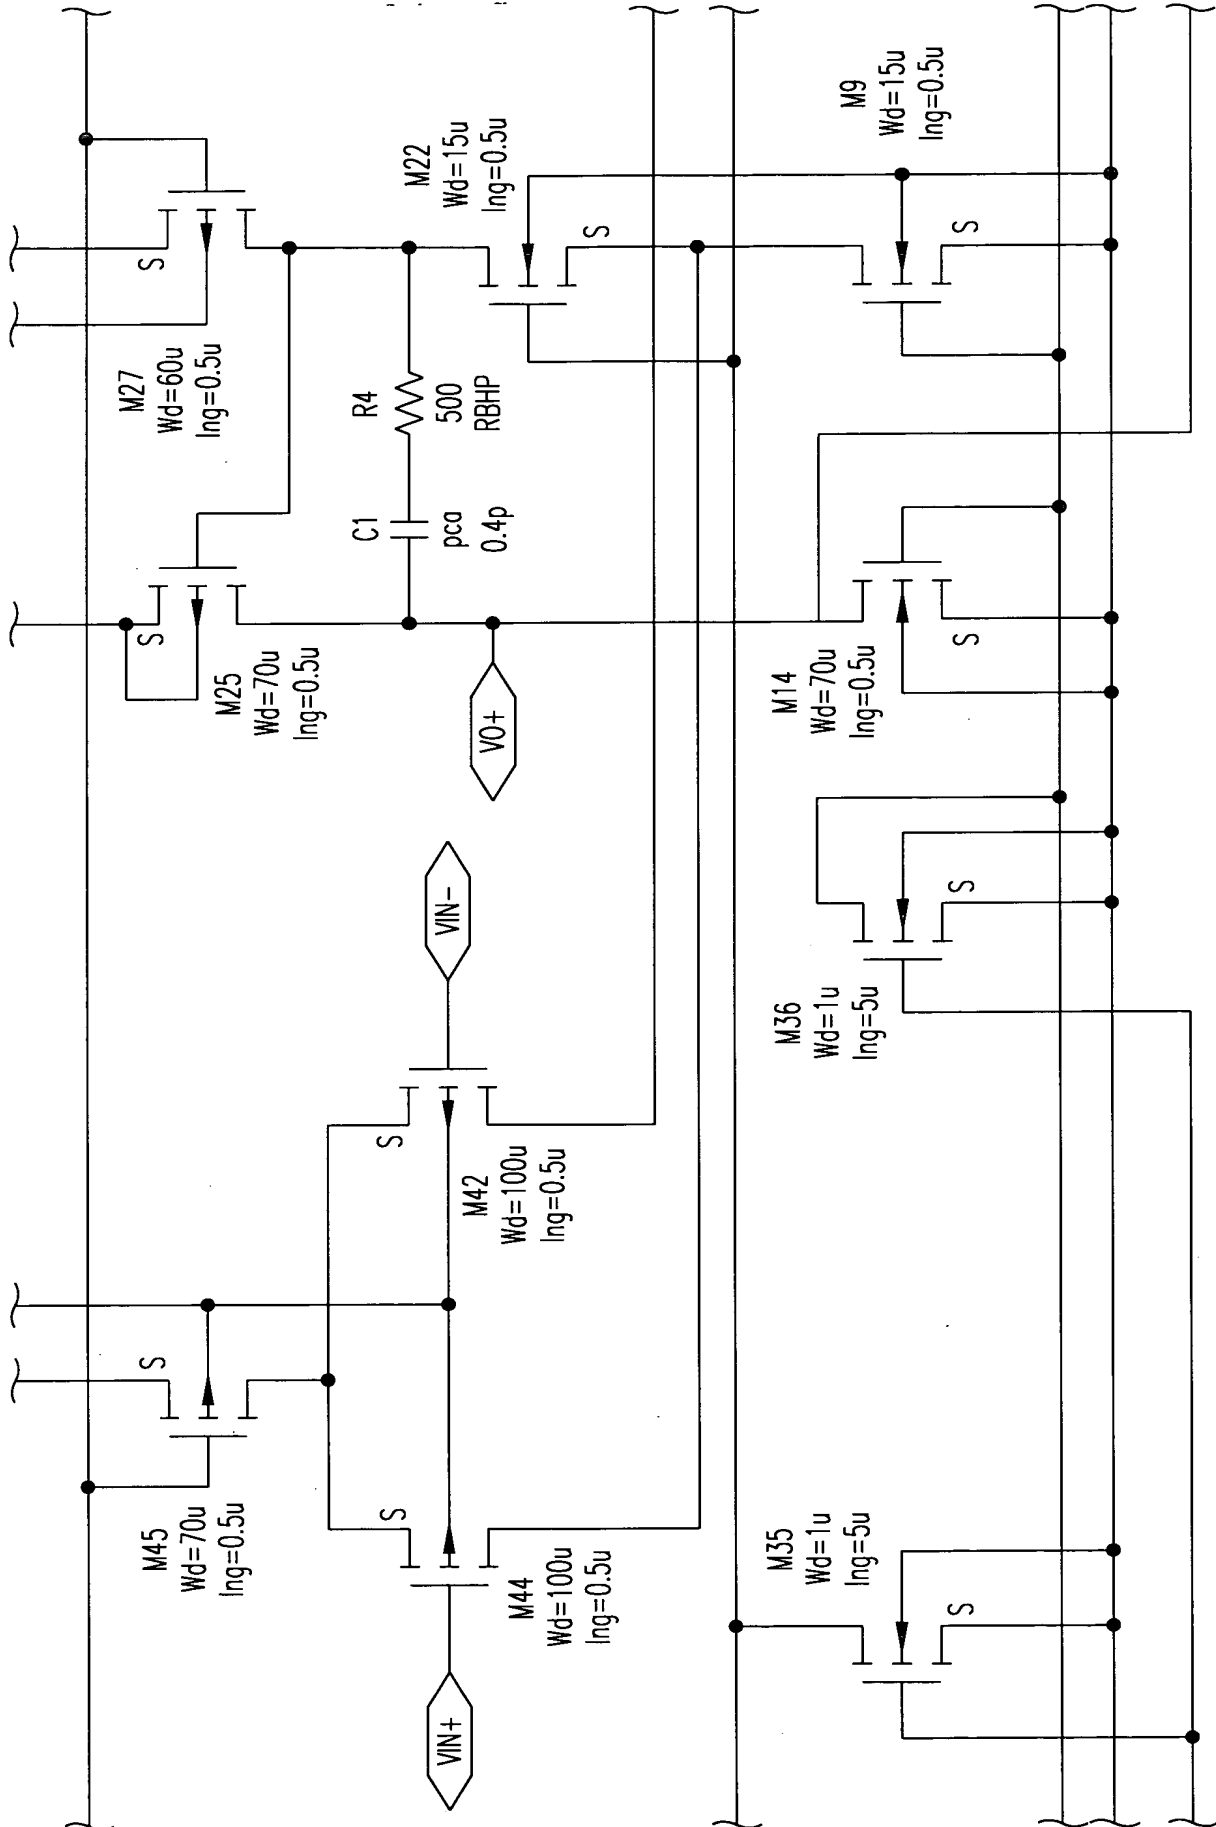 M27
Wd=60u
lng=0.5u
S
M22
Wd=15u
lng=0.5u
S
M9
Wd=15u
lng=0.5u
S
R4
500
RBHP
C1
pca
0.4p
M25
Wd=70u
lng=0.5u
S
VO+
M14
Wd=70u
lng=0.5u
S
VIN-
M36
Wd=1u
lng=5u
S
M42
Wd=100u
lng=0.5u
S
M45
Wd=70u
lng=0.5u
S
M44
Wd=100u
lng=0.5u
S
VIN+
M35
Wd=1u
lng=5u
S